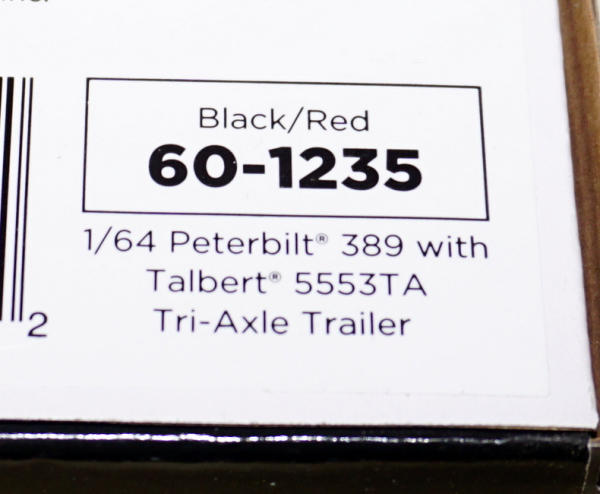 Black/Red
60-1235
1/64 Peterbilt® 389 with
Talbert® 5553TA
Tri-Axle Trailer
2